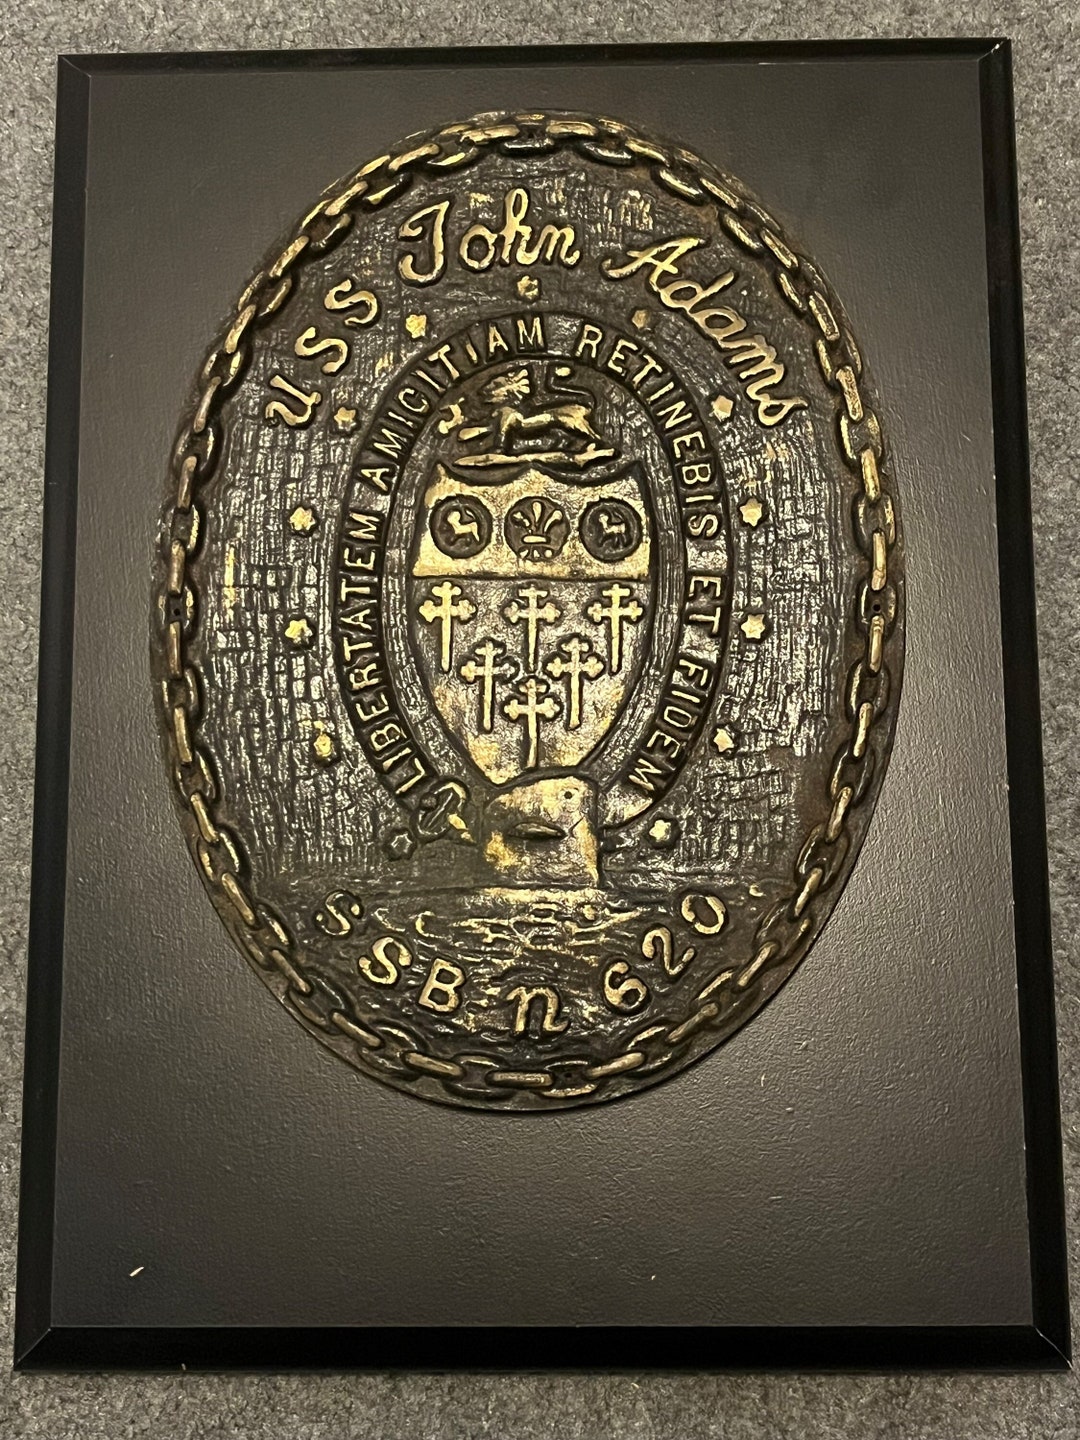 USS John Adams
LIBERTATEM AMICITIAM RETINEBIS ET FIDEM
SSBn 620